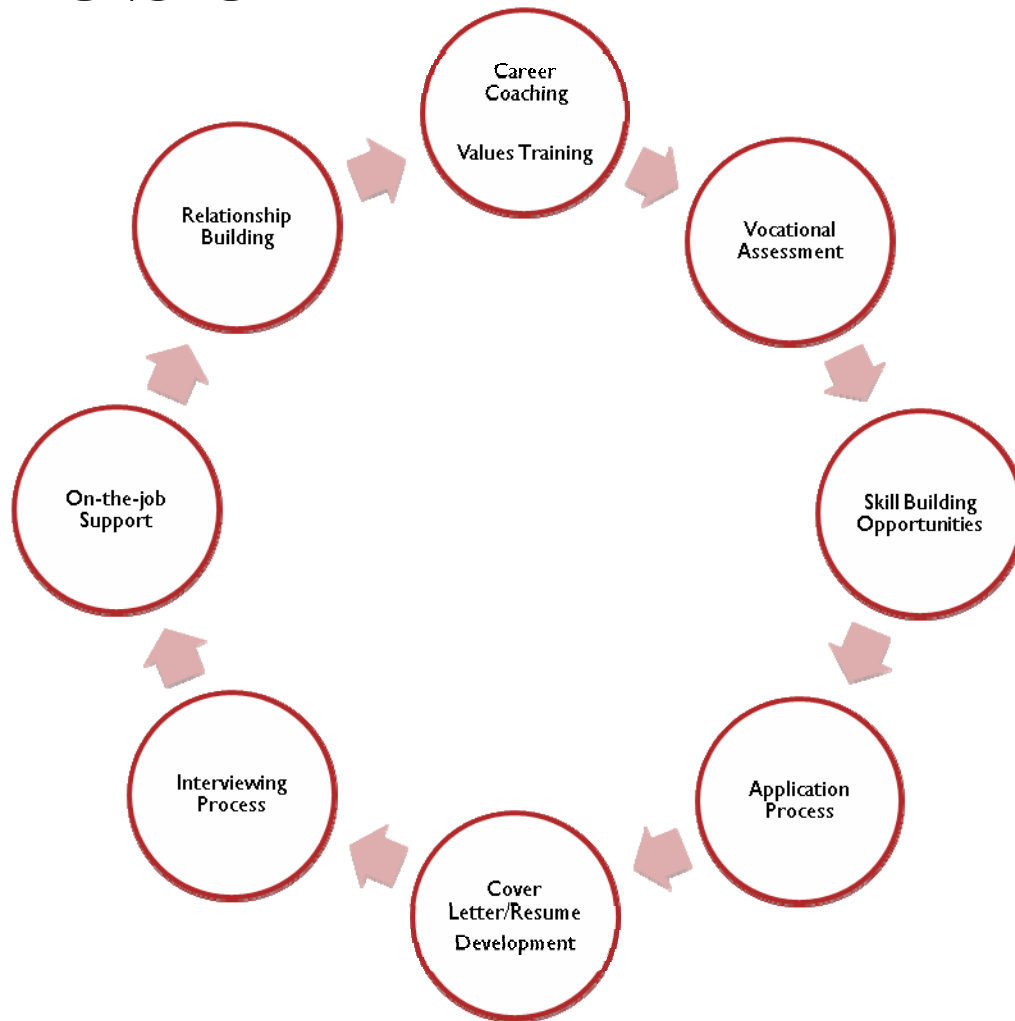 Career
Coaching
Values Training
Vocational
Assessment
Skill Building
Opportunities
Application
Process
Cover
Letter/Resume
Development
Interviewing
Process
On-the-job
Support
Relationship
Building